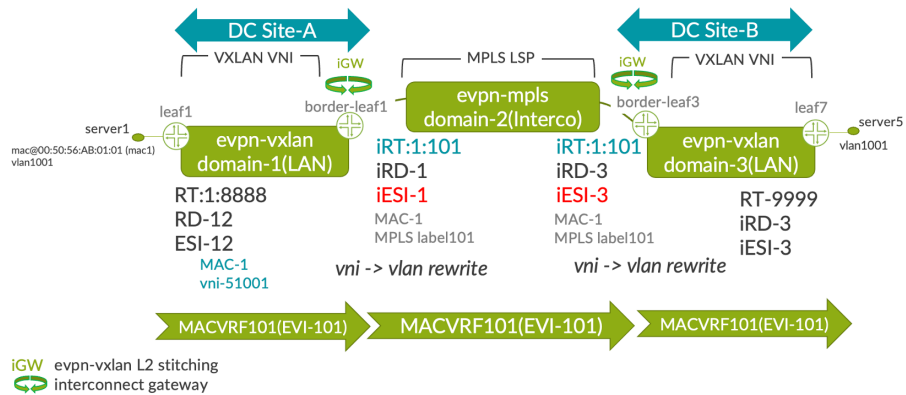 DC Site-A
DC Site-B
VXLAN VNI
iGW
MPLS LSP
iGW
VXLAN VNI
leaf1
border-leaf1
evpn-mpls
domain-2(Interco)
border-leaf3
leaf7
server1
mac@00:50:56:AB:01:01 (mac1)
vlan1001
evpn-vxlan
domain-1(LAN)
evpn-vxlan
domain-3(LAN)
server5
vlan1001
RT:1:8888
RD-12
ESI-12
MAC-1
vni-51001
iRT:1:101
iRD-1
iESI-1
MAC-1
MPLS label101
iRT:1:101
iRD-3
iESI-3
MAC-1
MPLS label101
RT-9999
iRD-3
iESI-3
vni -> vlan rewrite
vni -> vlan rewrite
MACVRF101(EVI-101)
MACVRF101(EVI-101)
MACVRF101(EVI-101)
iGW evpn-vxlan L2 stitching
interconnect gateway